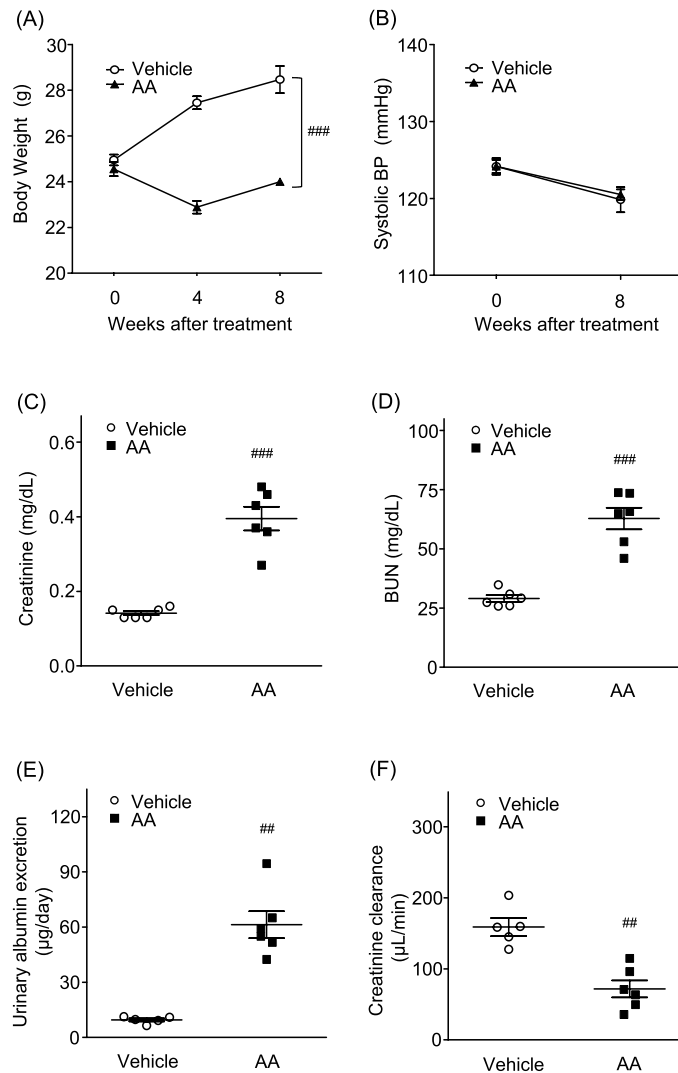 (A)
30
28
26
24
22
20
Body Weight (g)
Vehicle
AA
###
0 4 8
Weeks after treatment
(B)
140
130
120
110
Systolic BP (mmHg)
Vehicle
AA
0 8
Weeks after treatment
(C)
0.6
0.4
0.2
0.0
Creatinine (mg/dL)
Vehicle
AA
###
Vehicle AA
(D)
100
75
50
25
0
BUN (mg/dL)
Vehicle
AA
###
Vehicle AA
(E)
120
90
60
30
0
Urinary albumin excretion
(μg/day)
Vehicle
AA
##
Vehicle AA
(F)
300
200
100
0
Creatinine clearance
(μL/min)
Vehicle
AA
##
Vehicle AA